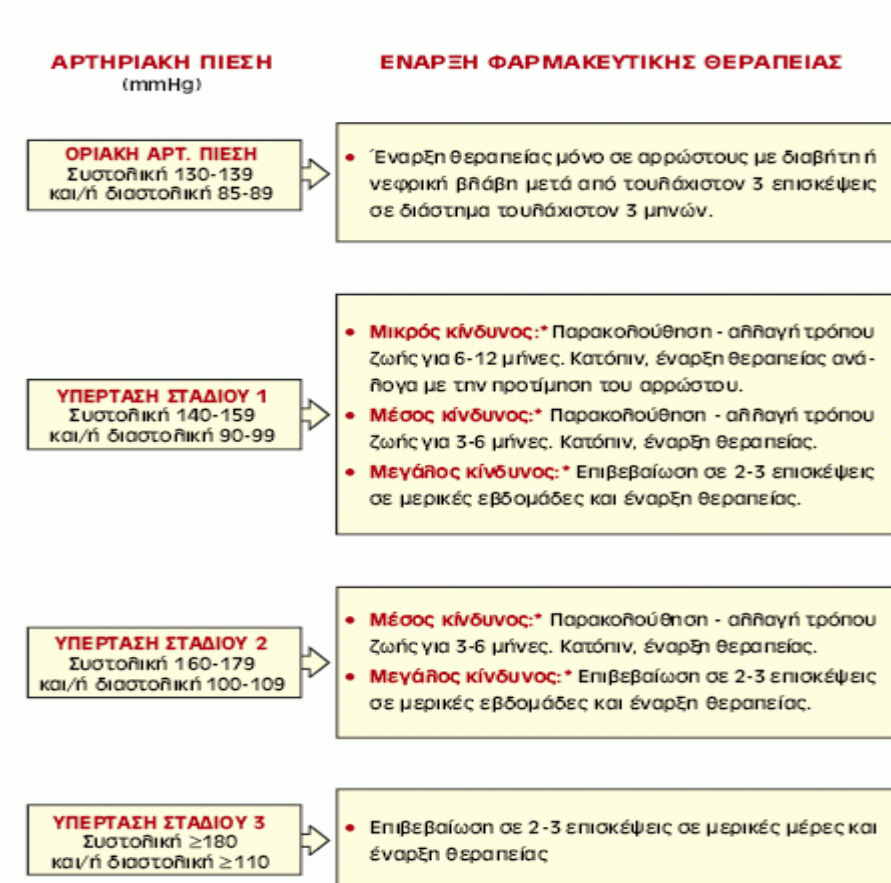 ΑΡΤΗΡΙΑΚΗ ΠΙΕΣΗ
(mmHg)
ΕΝΑΡΞΗ ΦΑΡΜΑΚΕΥΤΙΚΗΣ ΘΕΡΑΠΕΙΑΣ
ΟΡΙΑΚΗ ΑΡΤ. ΠΙΕΣΗ
Συστολική 130-139
και/ή διαστολική 85-89
• Έναρξη θεραπείας μόνο σε αρρώστους με διαβήτη ή
νεφρική βλάβη μετά από τουλάχιστον 3 επισκέψεις
σε διάστημα τουλάχιστον 3 μηνών.
ΥΠΕΡΤΑΣΗ ΣΤΑΔΙΟΥ 1
Συστολική 140-159
και/ή διαστολική 90-99
• Μικρός κίνδυνος:* Παρακολούθηση - αλλαγή τρόπου
ζωής για 6-12 μήνες. Κατόπιν, έναρξη θεραπείας ανά-
λογα με την προτίμηση του αρρώστου.
• Μέσος κίνδυνος:* Παρακολούθηση - αλλαγή τρόπου
ζωής για 3-6 μήνες. Κατόπιν, έναρξη θεραπείας.
• Μεγάλος κίνδυνος:* Επιβεβαίωση σε 2-3 επισκέψεις
σε μερικές εβδομάδες και έναρξη θεραπείας.
ΥΠΕΡΤΑΣΗ ΣΤΑΔΙΟΥ 2
Συστολική 160-179
και/ή διαστολική 100-109
• Μέσος κίνδυνος:* Παρακολούθηση - αλλαγή τρόπου
ζωής για 3-6 μήνες. Κατόπιν, έναρξη θεραπείας.
• Μεγάλος κίνδυνος:* Επιβεβαίωση σε 2-3 επισκέψεις
σε μερικές εβδομάδες και έναρξη θεραπείας.
ΥΠΕΡΤΑΣΗ ΣΤΑΔΙΟΥ 3
Συστολική ≥180
και/ή διαστολική ≥110
• Επιβεβαίωση σε 2-3 επισκέψεις σε μερικές μέρες και
έναρξη θεραπείας